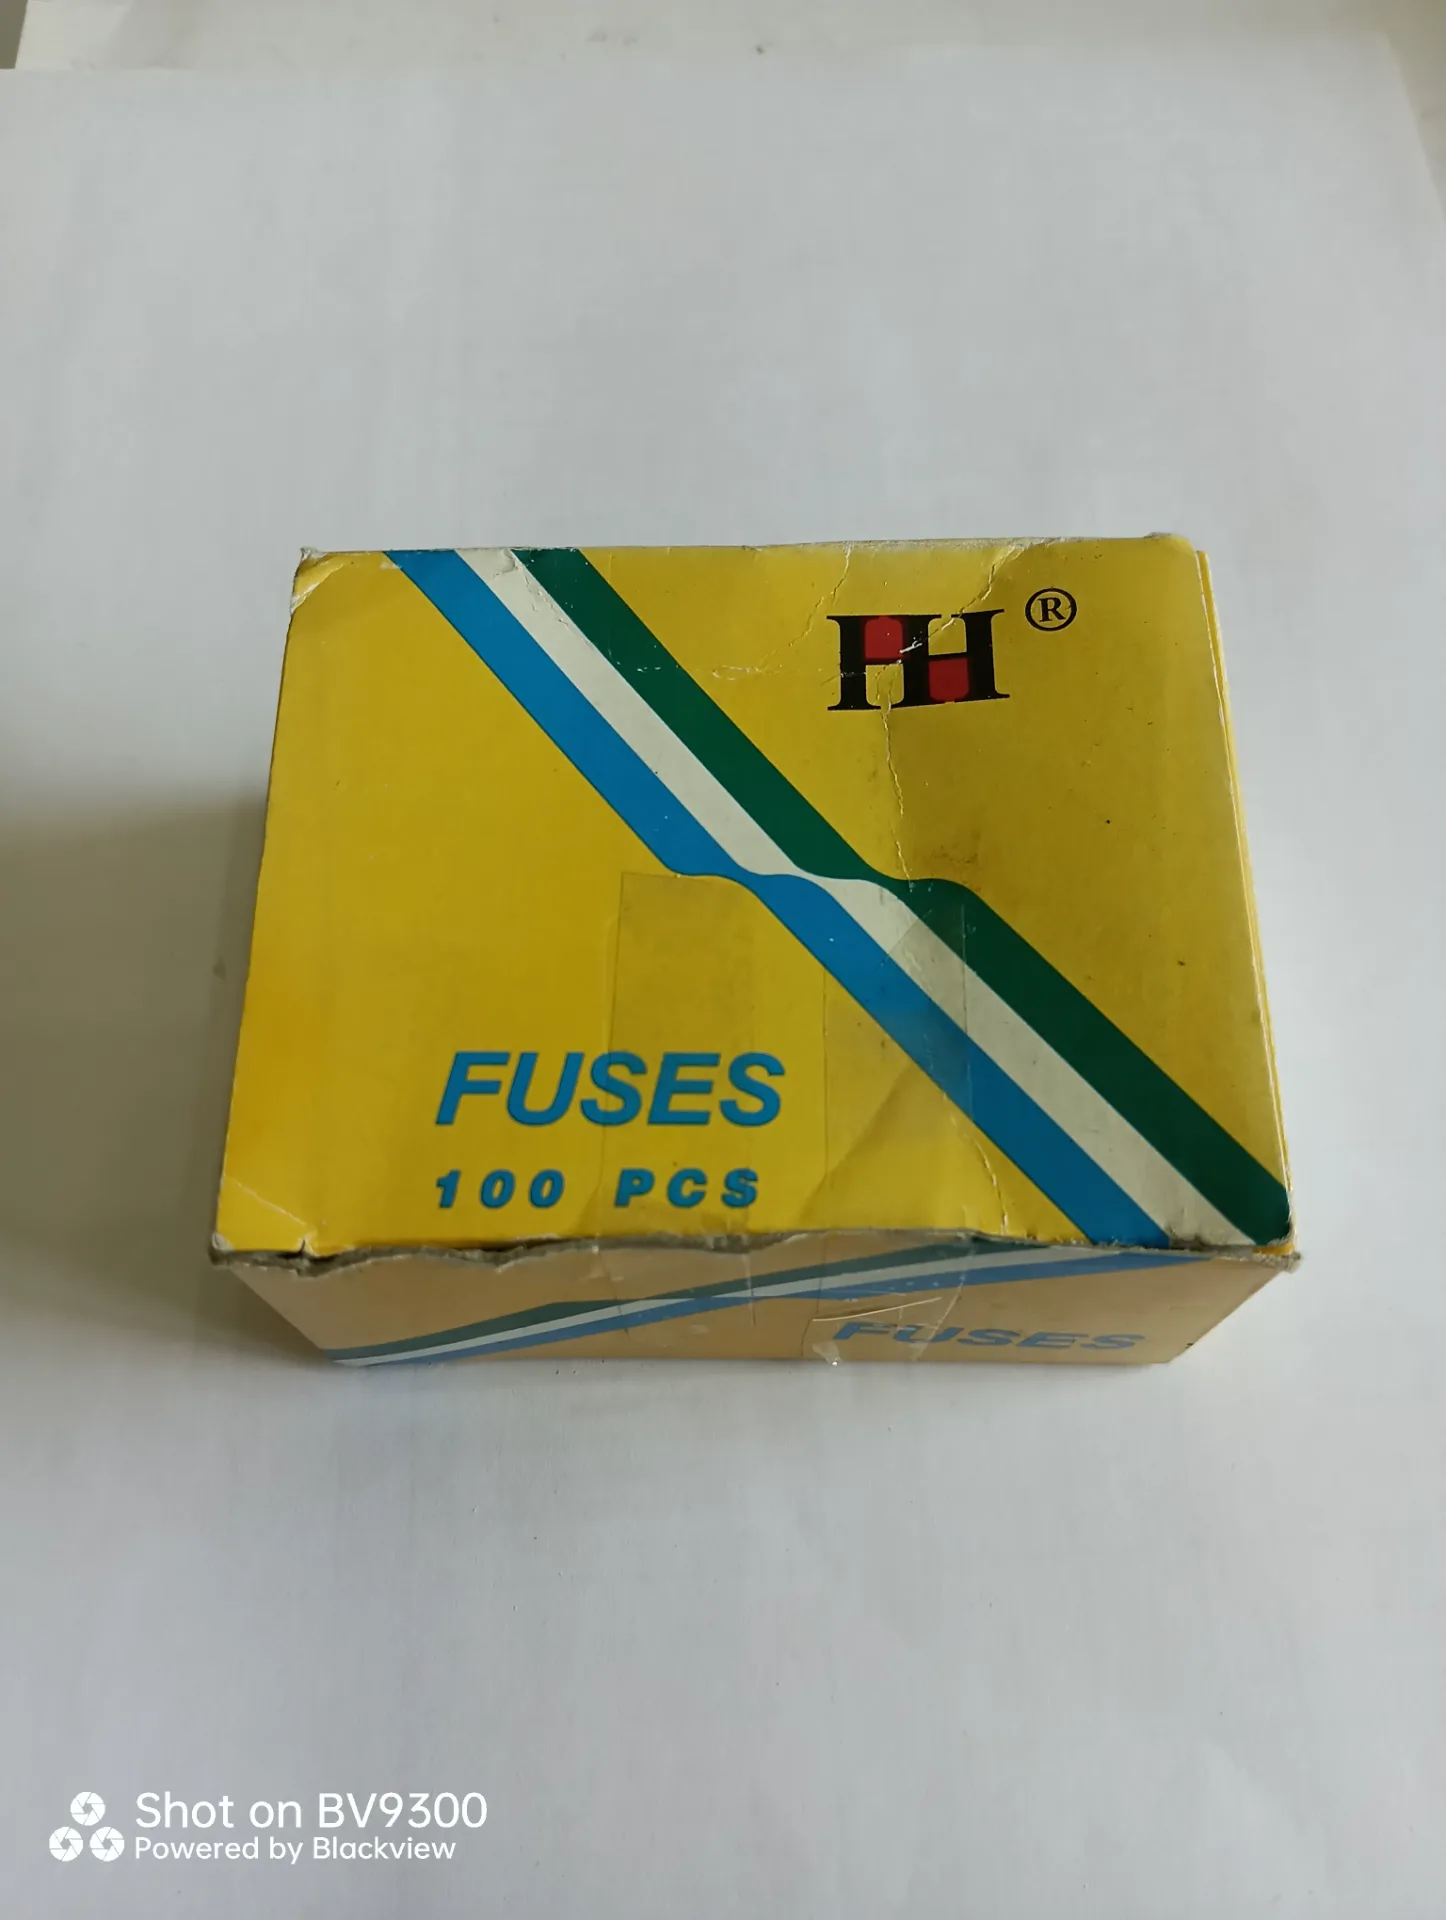 HH®
FUSES
100 PCS
FUSES
Shot on BV9300
Powered by Blackview